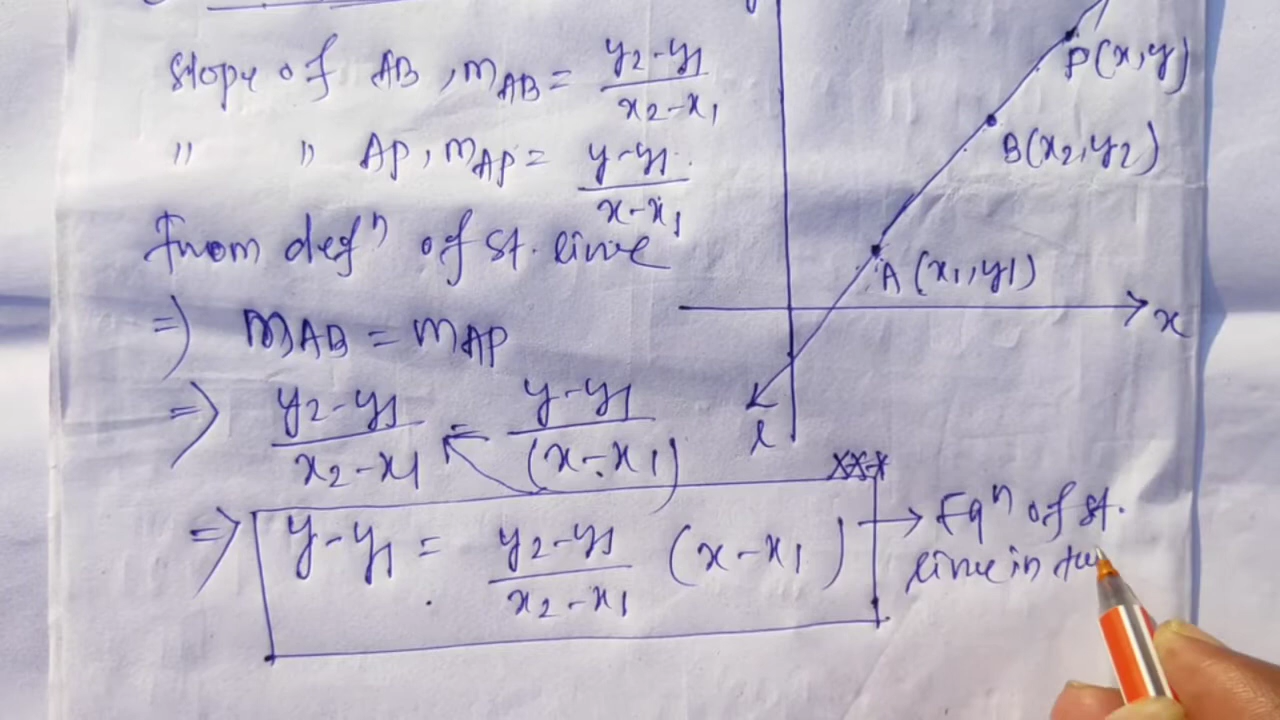 Slope of AB, mAB = y2-y1 / x2-x1
" " AP, mAP = y-y1 / x-x1
From defn of st. line
=> mAB = mAP
=> y2-y1 / x2-x1 = y-y1 / (x-x1)
=> y-y1 = y2-y1 / x2-x1 (x-x1)
xxx
→ Eqn of st.
line in tw
P(x,y)
B(x2,y2)
A(x1,y1)
x
l